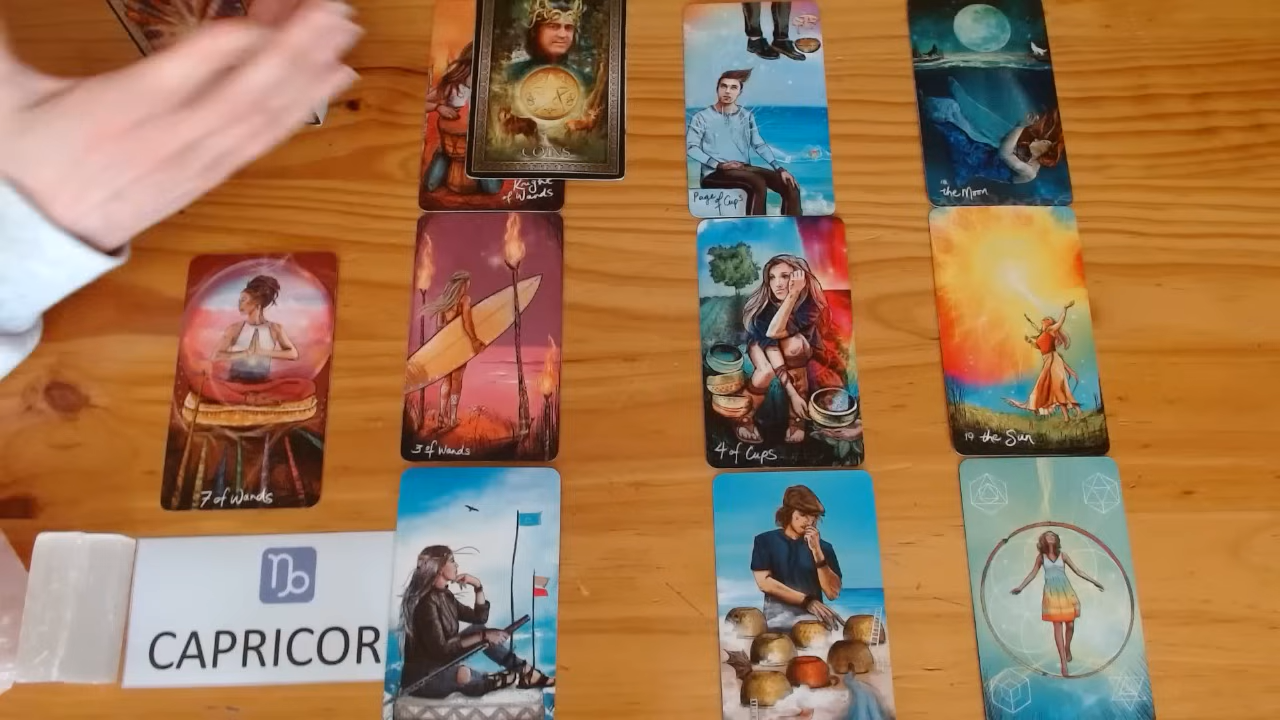 COINS
Knight
of Wands
Page of Cups
18 the Moon
3 of Wands
4 of Cups
19 the Sun
7 of Wands
CAPRICOR